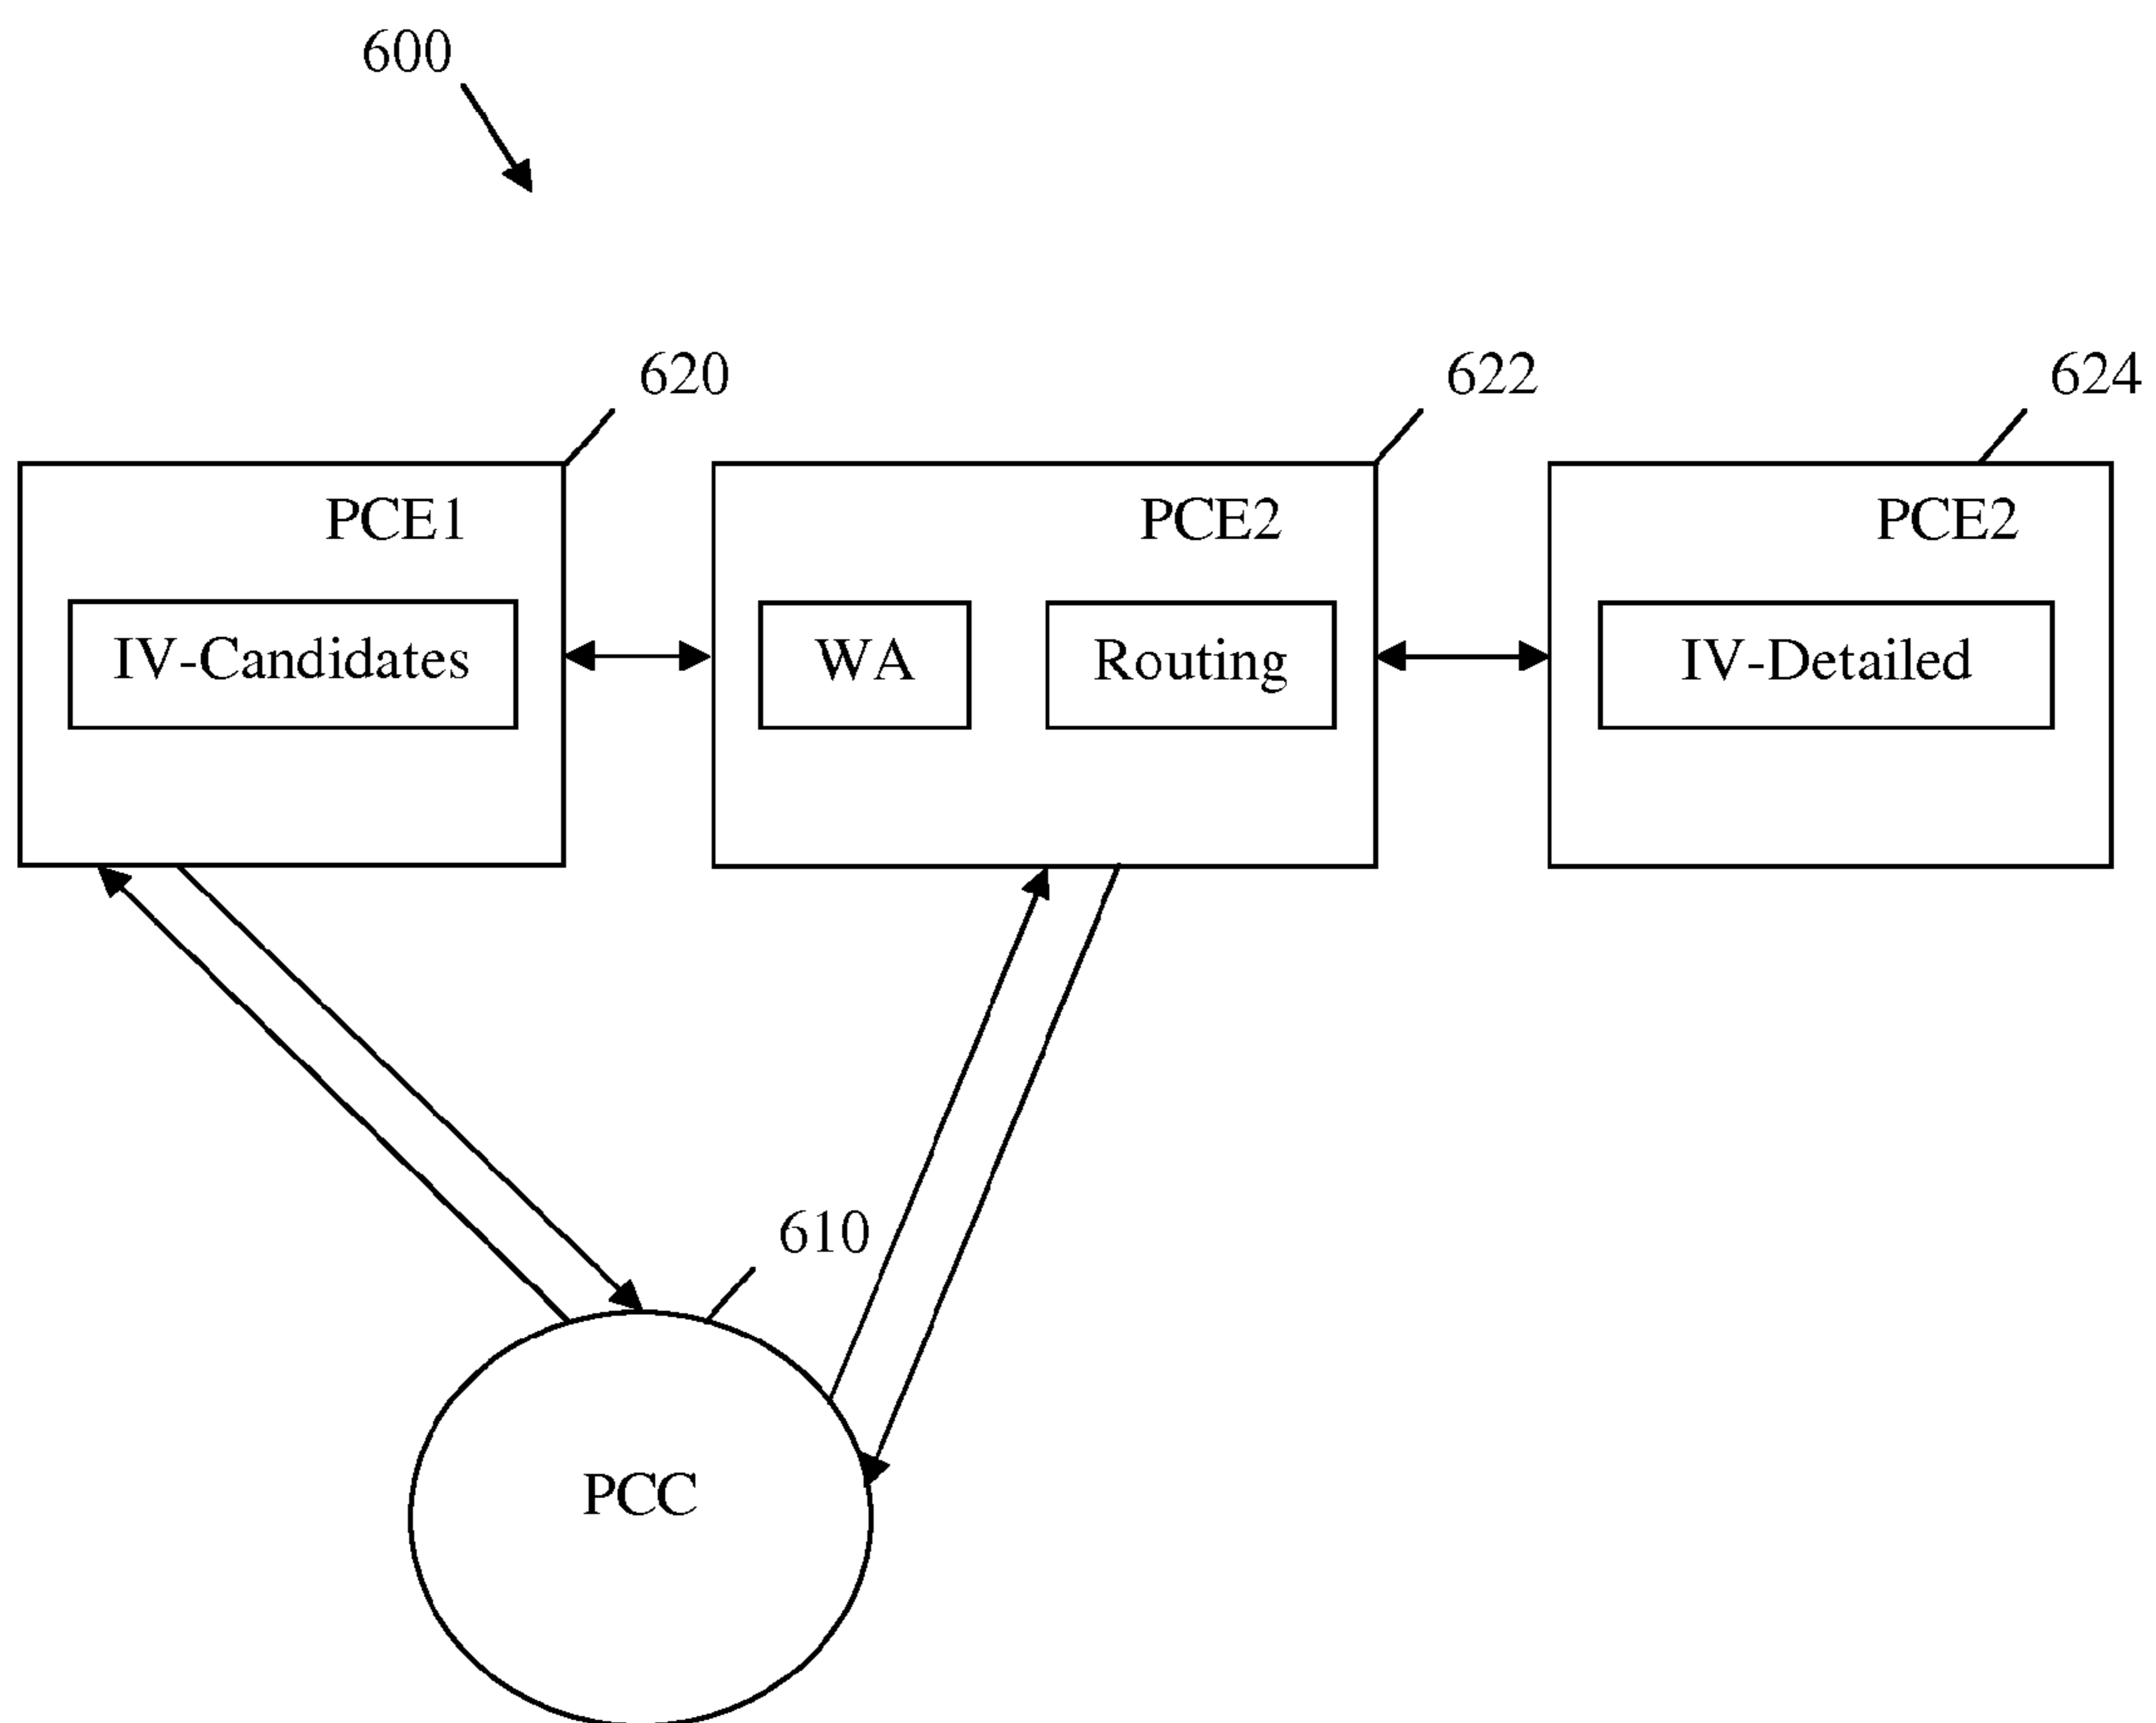 600
620
622
624
PCE1
PCE2
PCE2
IV-Candidates
WA
Routing
IV-Detailed
610
PCC